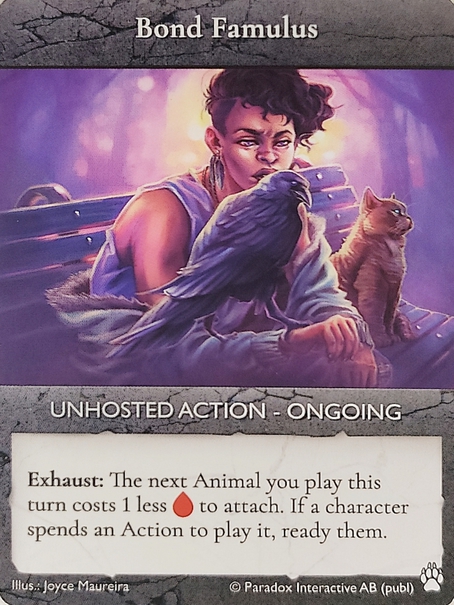 Bond Famulus
UNHOSTED ACTION - ONGOING
Exhaust: The next Animal you play this
turn costs 1 less to attach. If a character
spends an Action to play it, ready them.
Illus.: Joyce Maureira
© Paradox Interactive AB (publ)